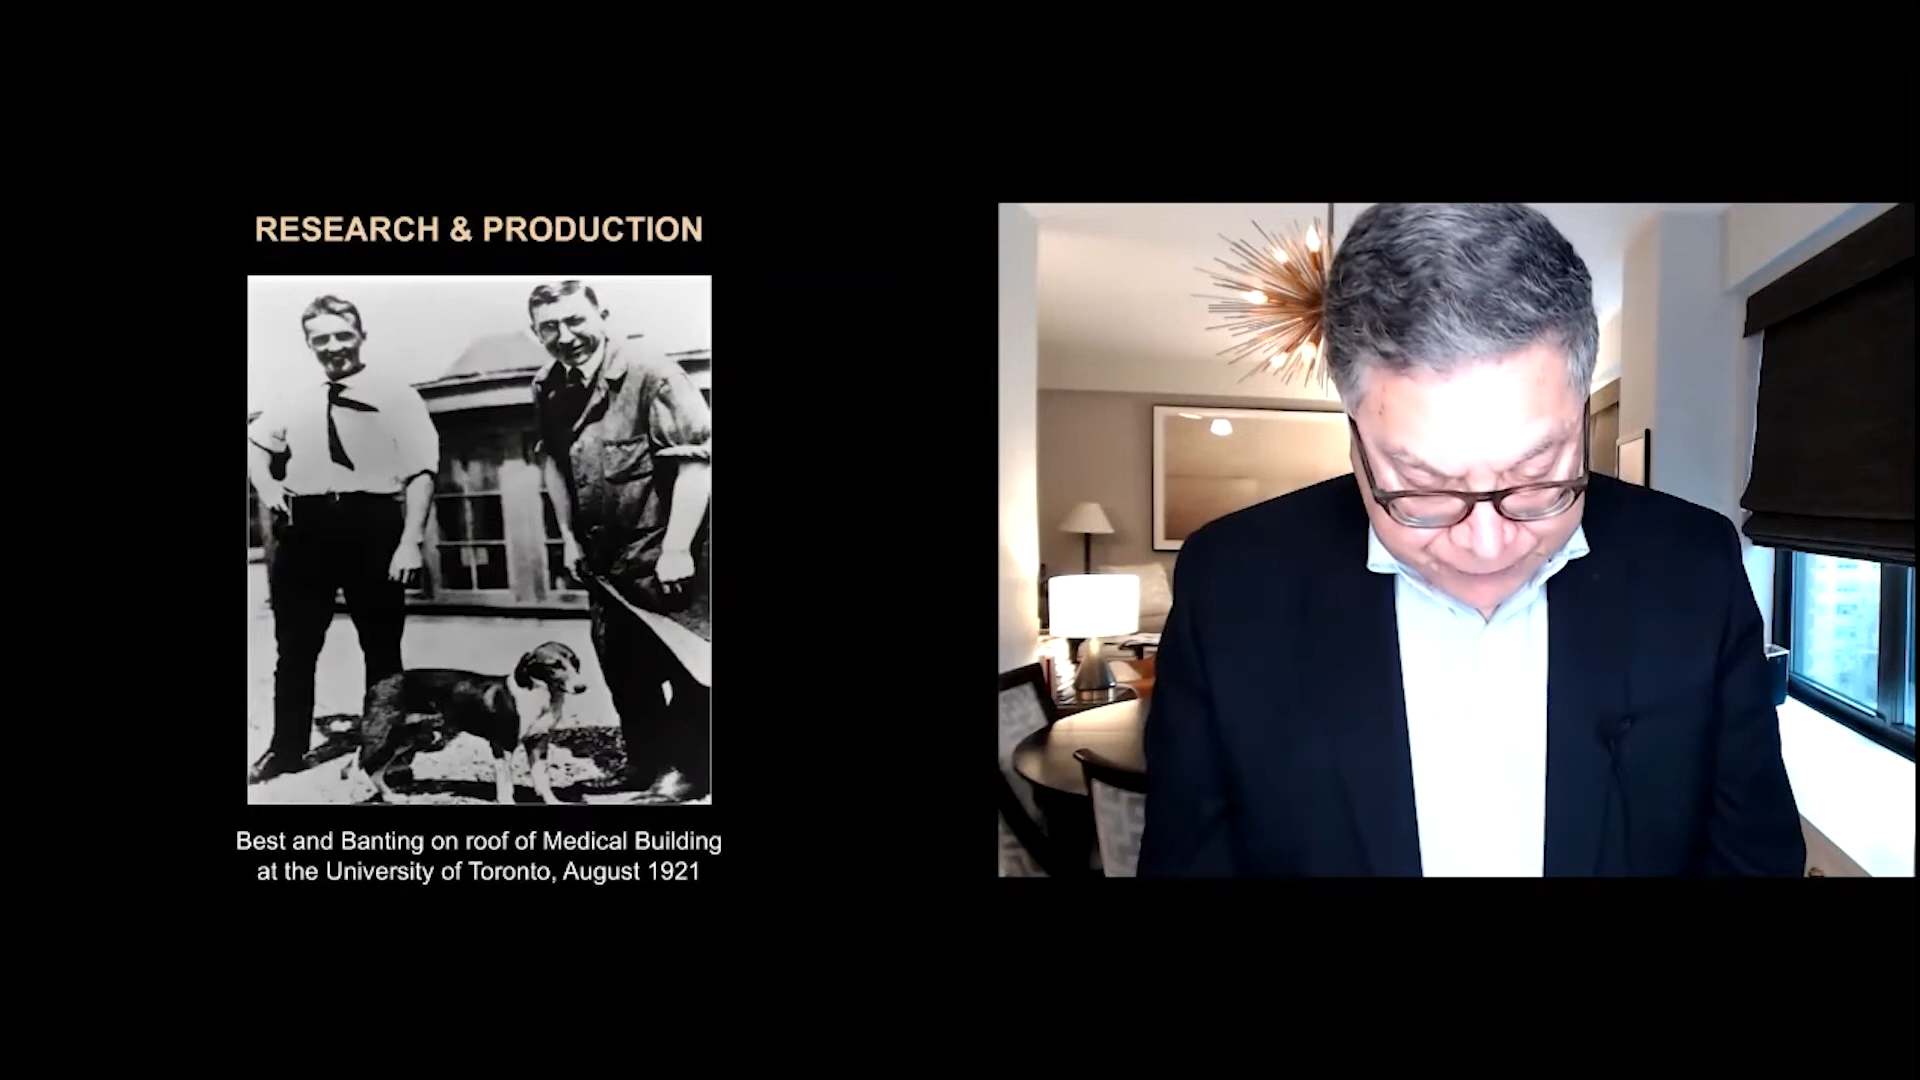 RESEARCH & PRODUCTION
Best and Banting on roof of Medical Building
at the University of Toronto, August 1921